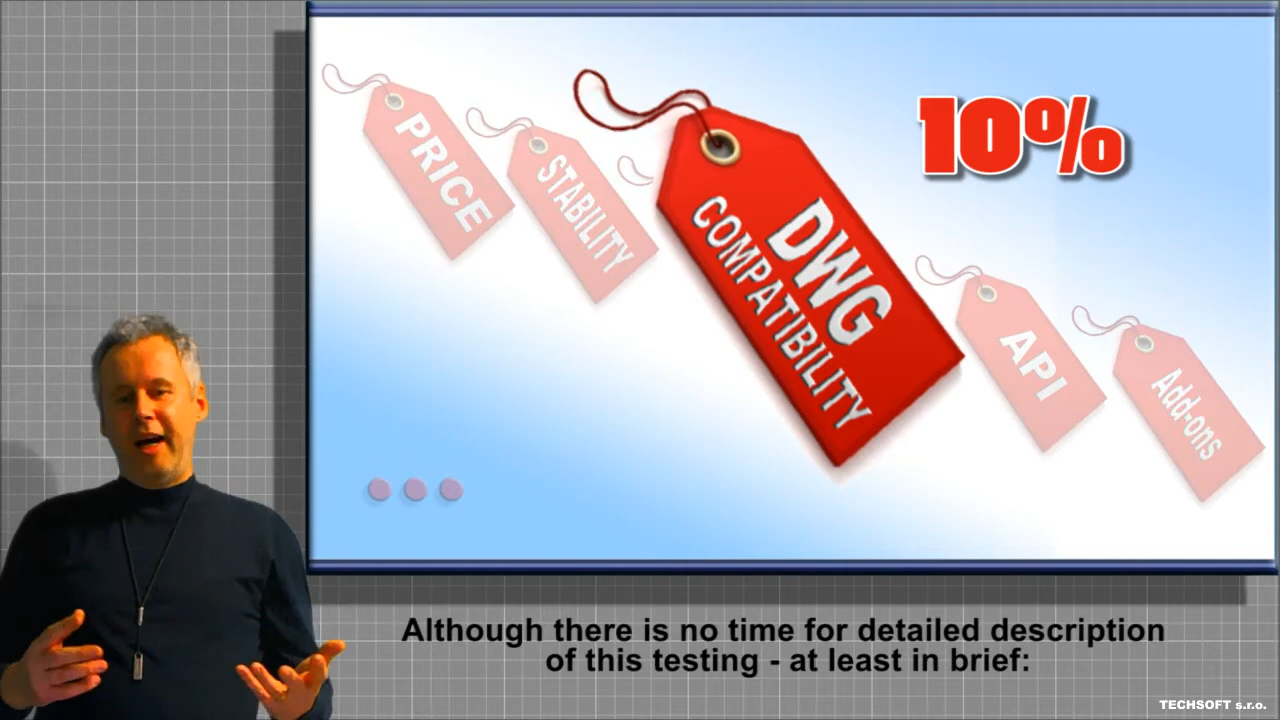 10%
PRICE
STABILITY
DWG
COMPATIBILITY
API
Add-ons
Although there is no time for detailed description
of this testing - at least in brief:
TECHSOFT s.r.o.